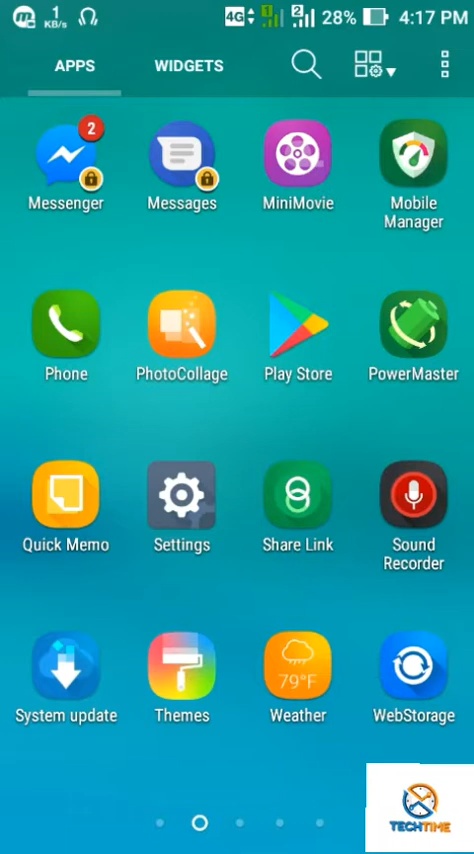 1
KB/s
4G
1
2
28%
4:17 PM
APPS
WIDGETS
2
Messenger
Messages
MiniMovie
Mobile
Manager
Phone
PhotoCollage
Play Store
PowerMaster
Quick Memo
Settings
Share Link
Sound
Recorder
79°F
System update
Themes
Weather
WebStorage
TECHTIME